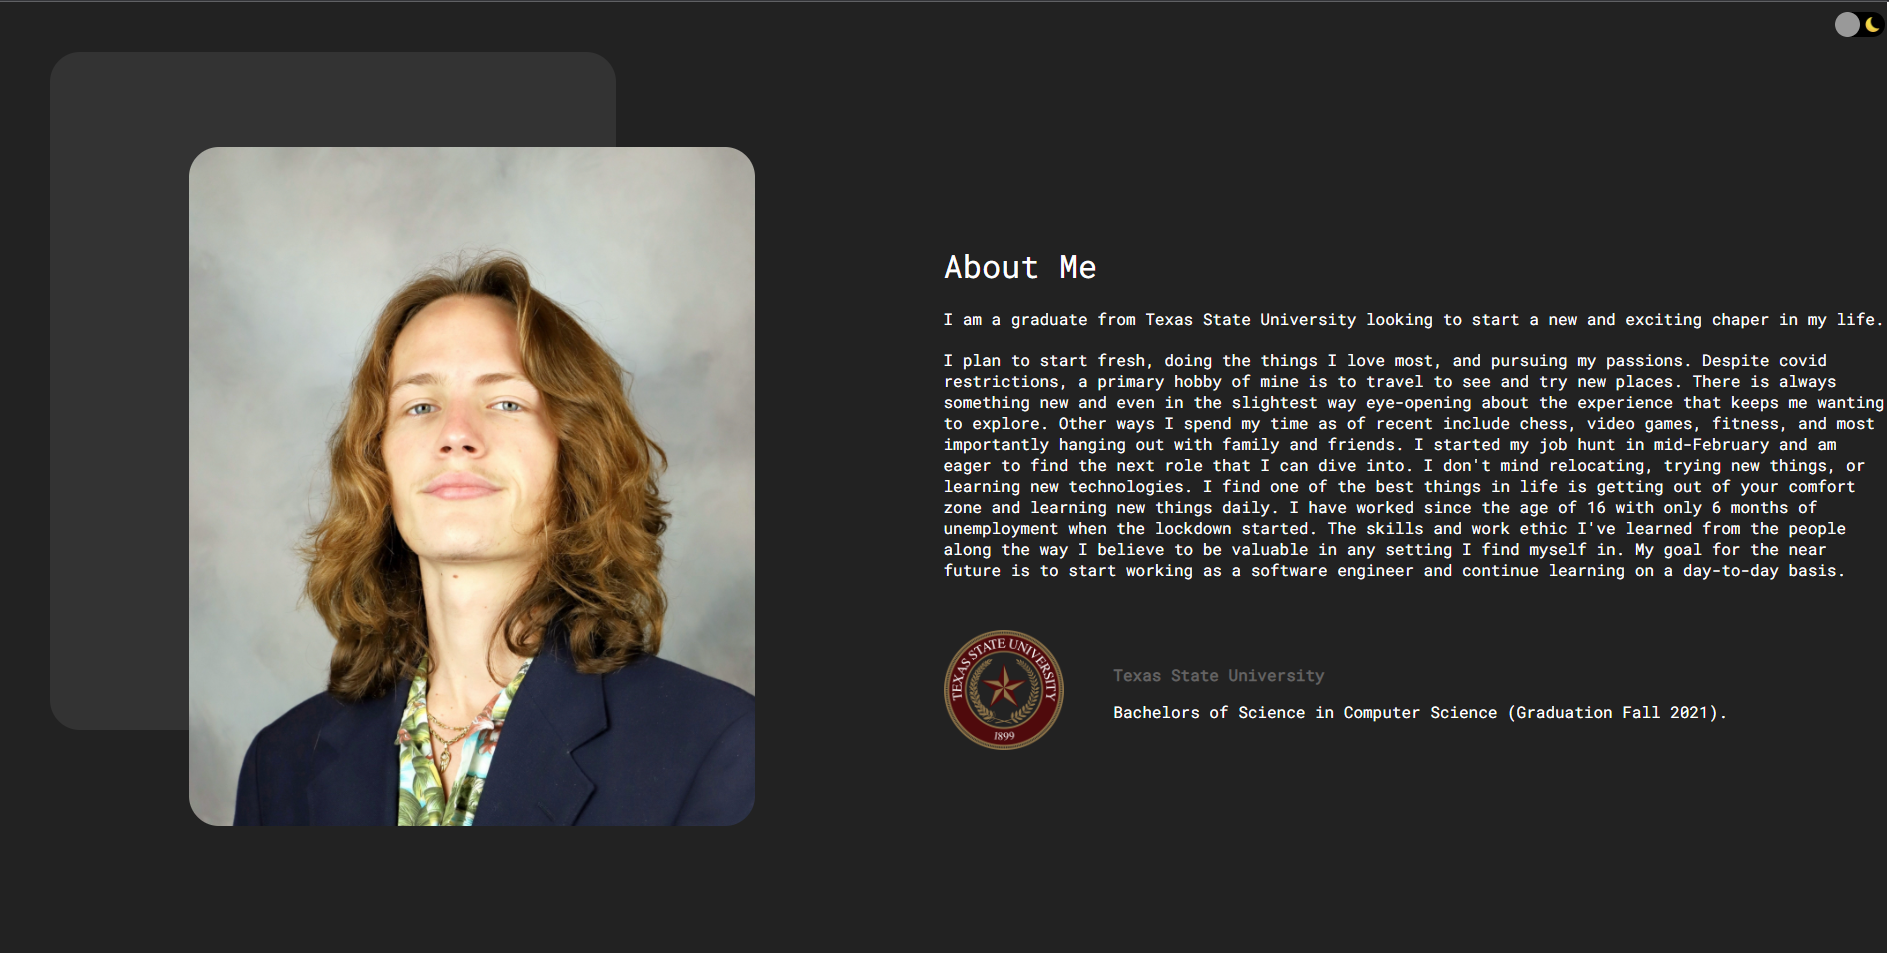 About Me
I am a graduate from Texas State University looking to start a new and exciting chaper in my life.
I plan to start fresh, doing the things I love most, and pursuing my passions. Despite covid
restrictions, a primary hobby of mine is to travel to see and try new places. There is always
something new and even in the slightest way eye-opening about the experience that keeps me wanting
to explore. Other ways I spend my time as of recent include chess, video games, fitness, and most
importantly hanging out with family and friends. I started my job hunt in mid-February and am
eager to find the next role that I can dive into. I don't mind relocating, trying new things, or
learning new technologies. I find one of the best things in life is getting out of your comfort
zone and learning new things daily. I have worked since the age of 16 with only 6 months of
unemployment when the lockdown started. The skills and work ethic I've learned from the people
along the way I believe to be valuable in any setting I find myself in. My goal for the near
future is to start working as a software engineer and continue learning on a day-to-day basis.
TEXAS STATE UNIVERSITY
1899
Texas State University
Bachelors of Science in Computer Science (Graduation Fall 2021).